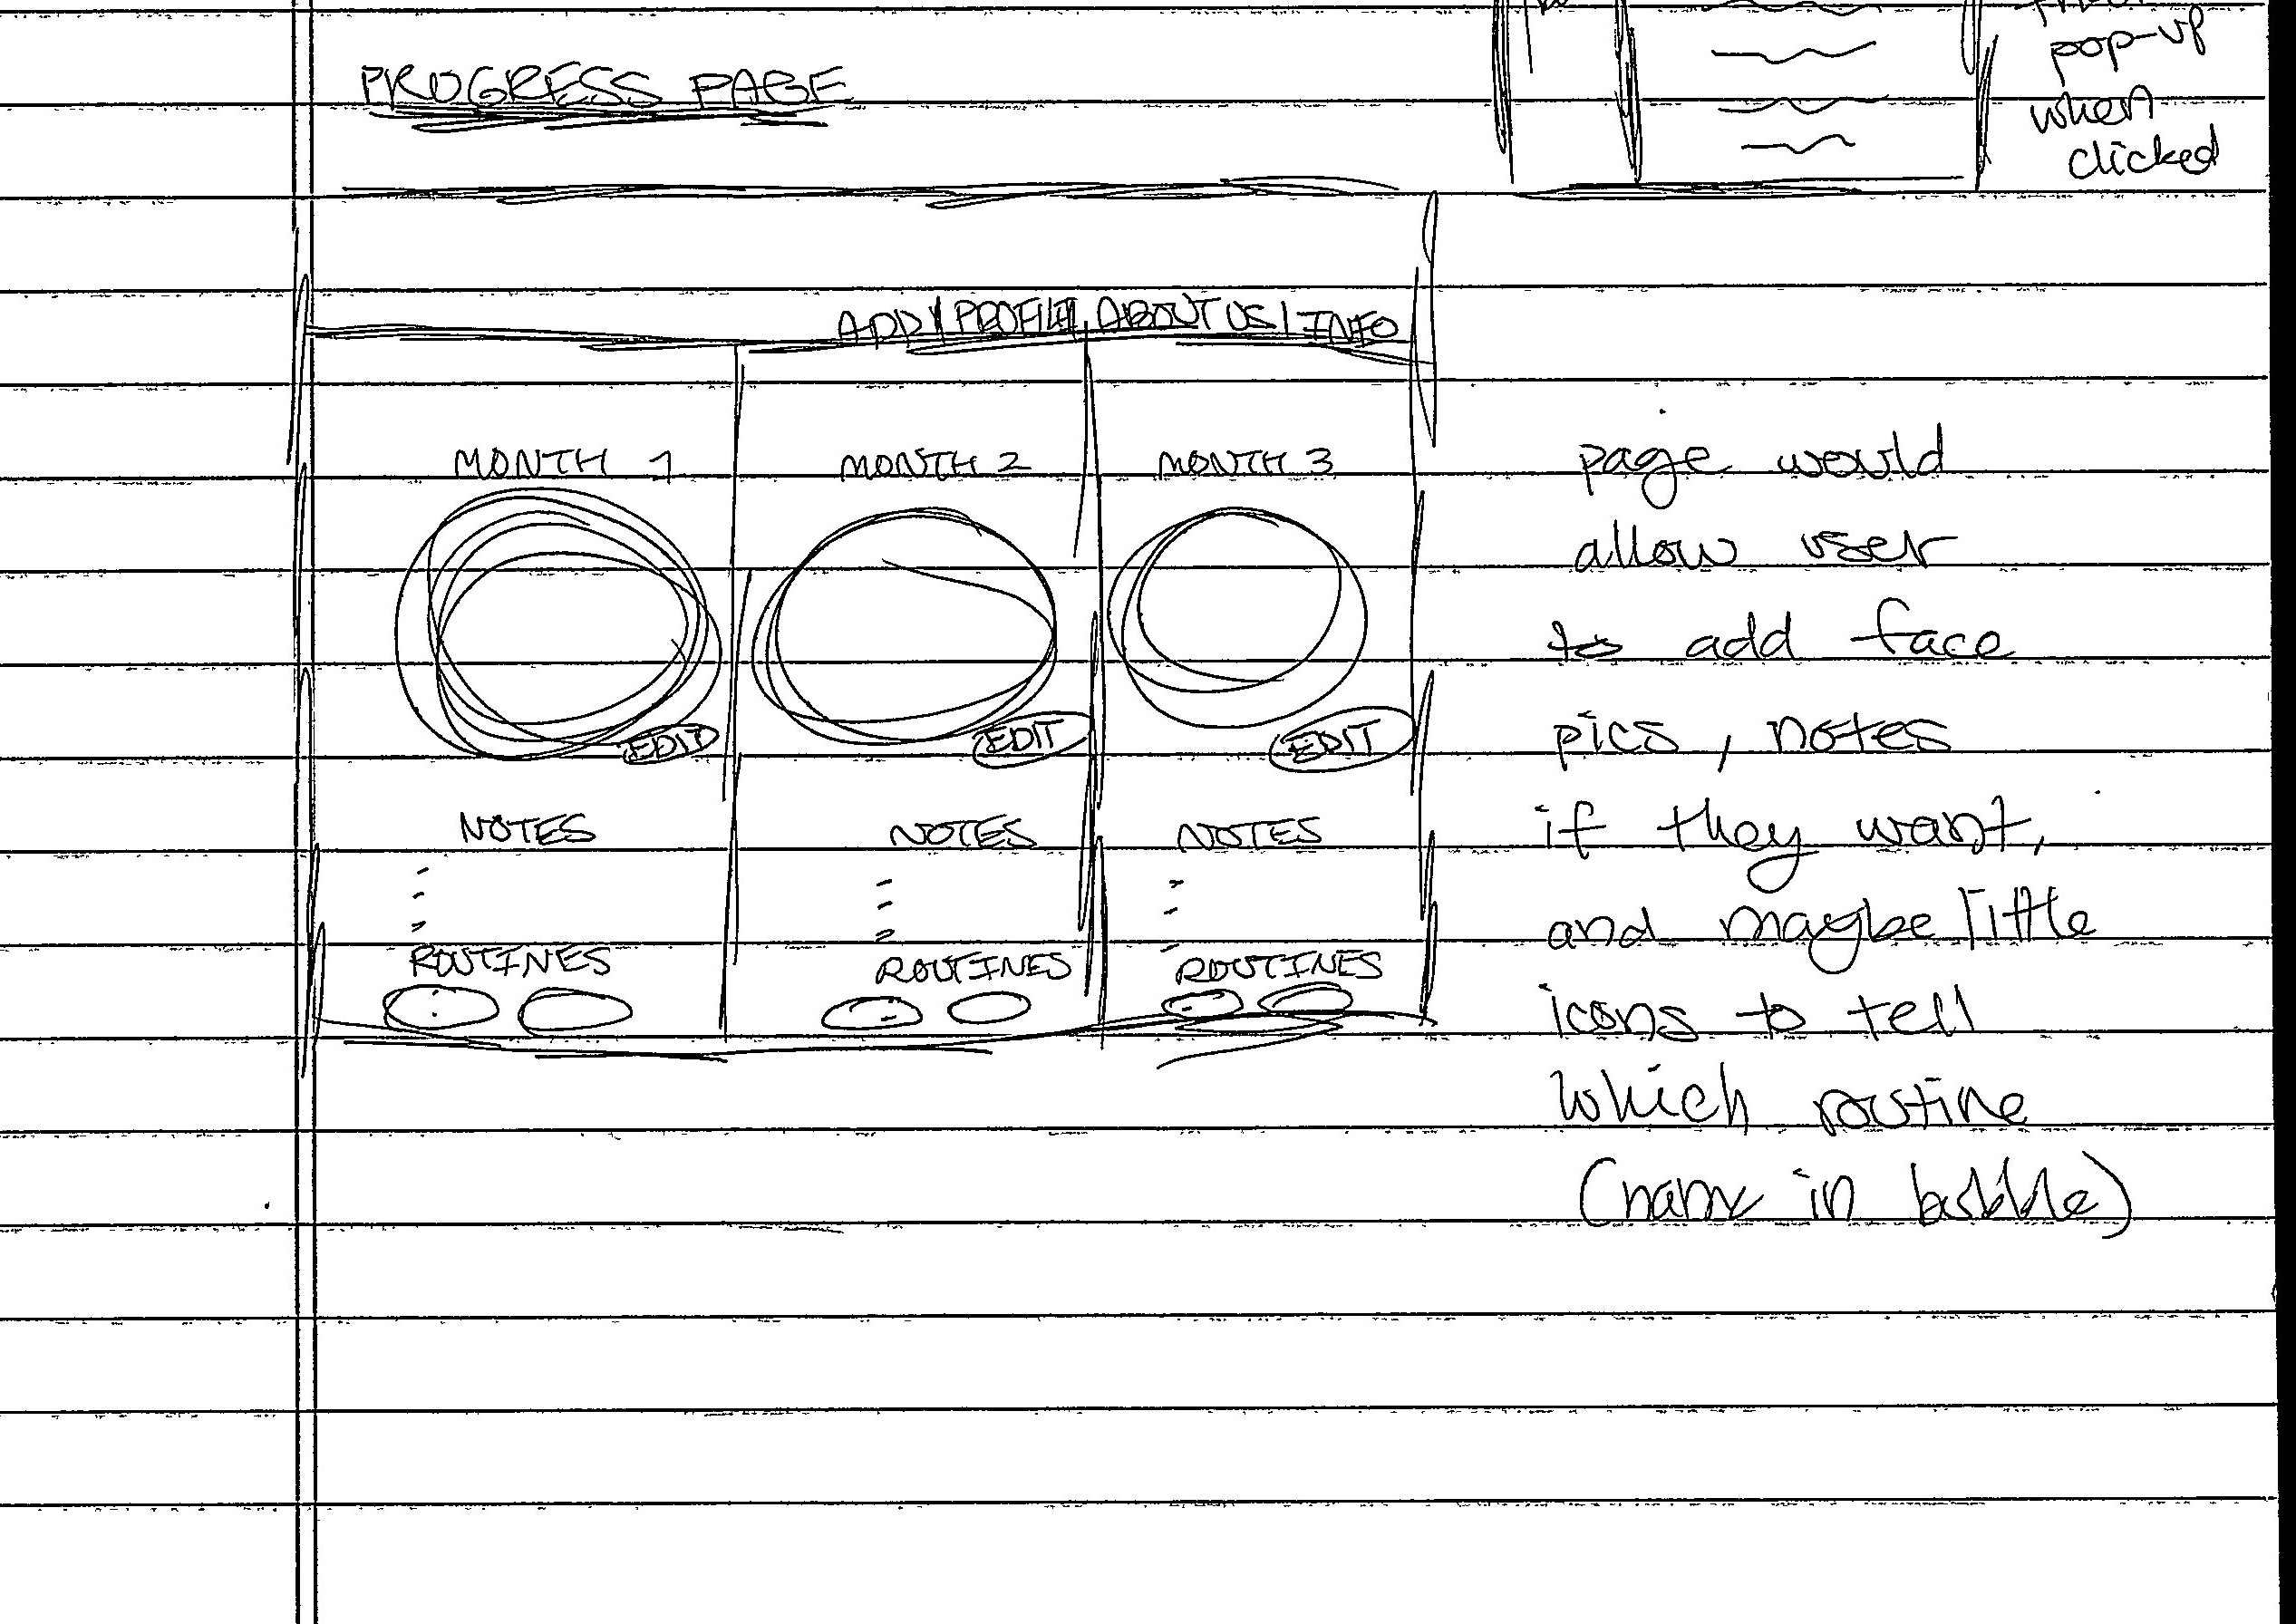 pop-up
when
clicked
PROGRESS PAGE
ADD | PROFILE | ABOUT US | INFO
MONTH 1 MONTH 2 MONTH 3
EDIT EDIT EDIT
NOTES NOTES NOTES
ROUTINES ROUTINES ROUTINES
page would
allow user
to add face
pics, notes
if they want,
and maybe little
icons to tell
which routine
(name in bubble)